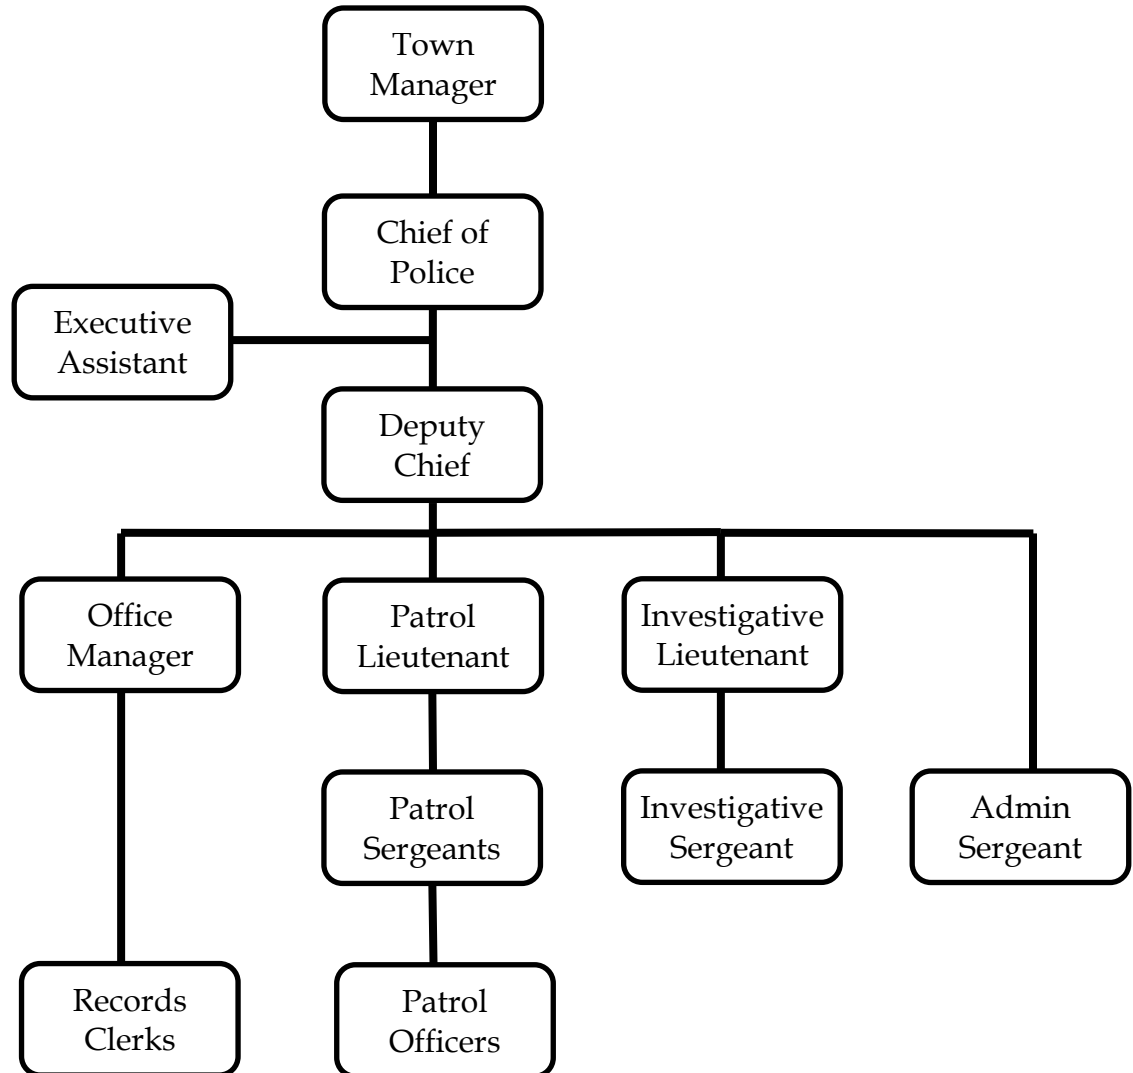 Town
Manager
Chief of
Police
Executive
Assistant
Deputy
Chief
Office
Manager
Patrol
Lieutenant
Investigative
Lieutenant
Patrol
Sergeants
Investigative
Sergeant
Admin
Sergeant
Records
Clerks
Patrol
Officers